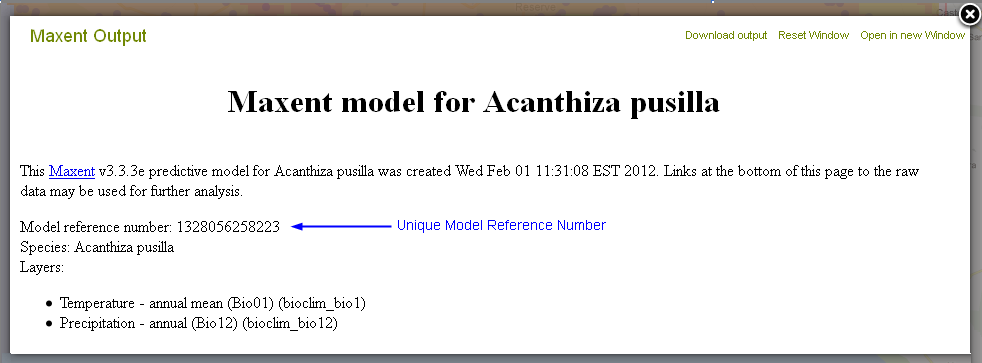 Reserve
Maxent Output
Download output Reset Window Open in new Window
Maxent model for Acanthiza pusilla
This Maxent v3.3.3e predictive model for Acanthiza pusilla was created Wed Feb 01 11:31:08 EST 2012. Links at the bottom of this page to the raw
data may be used for further analysis.
Model reference number: 1328056258223 Unique Model Reference Number
Species: Acanthiza pusilla
Layers:
• Temperature - annual mean (Bio01) (bioclim_bio1)
• Precipitation - annual (Bio12) (bioclim_bio12)